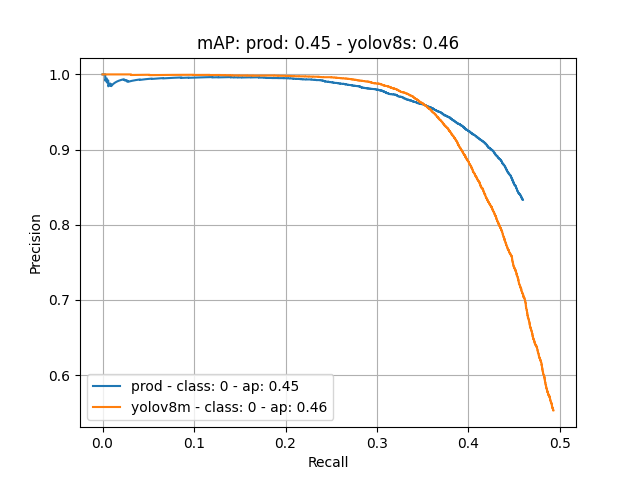 mAP: prod: 0.45 - yolov8s: 0.46
Precision
1.0
0.9
0.8
0.7
0.6
prod - class: 0 - ap: 0.45
yolov8m - class: 0 - ap: 0.46
0.0 0.1 0.2 0.3 0.4 0.5
Recall